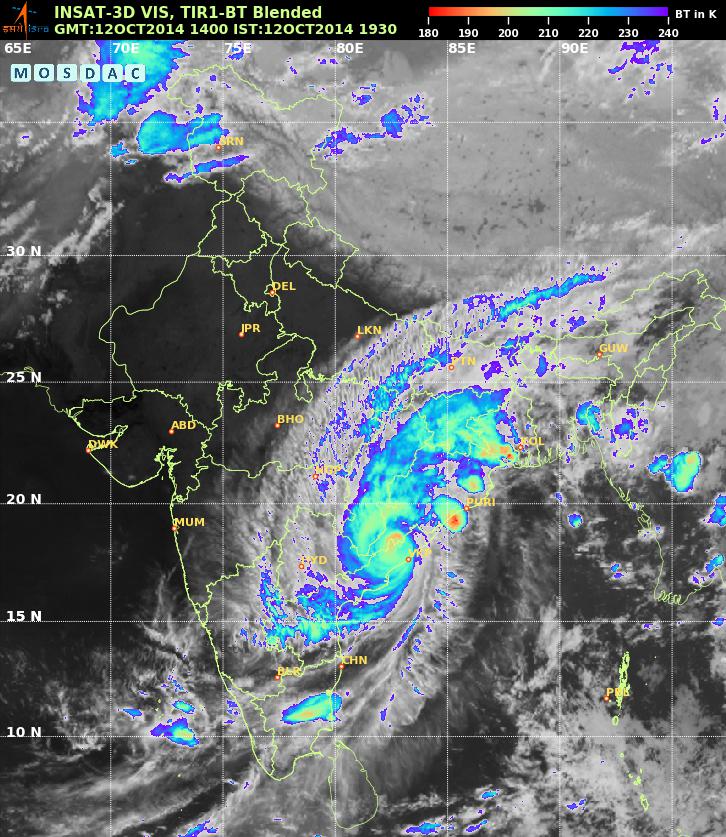 INSAT-3D VIS, TIR1-BT Blended
GMT:12OCT2014 1400 IST:12OCT2014 1930
BT in K
180 190 200 210 220 230 240
65E 70E 75E 80E 85E 90E
MOSDAC
SRN
30 N
DEL
JPR
LKN
GUW
PTN
25 N
ABD
BHO
DWK
KOL
NGP
20 N
PURI
MUM
HYD
15 N
CHN
BLR
10 N